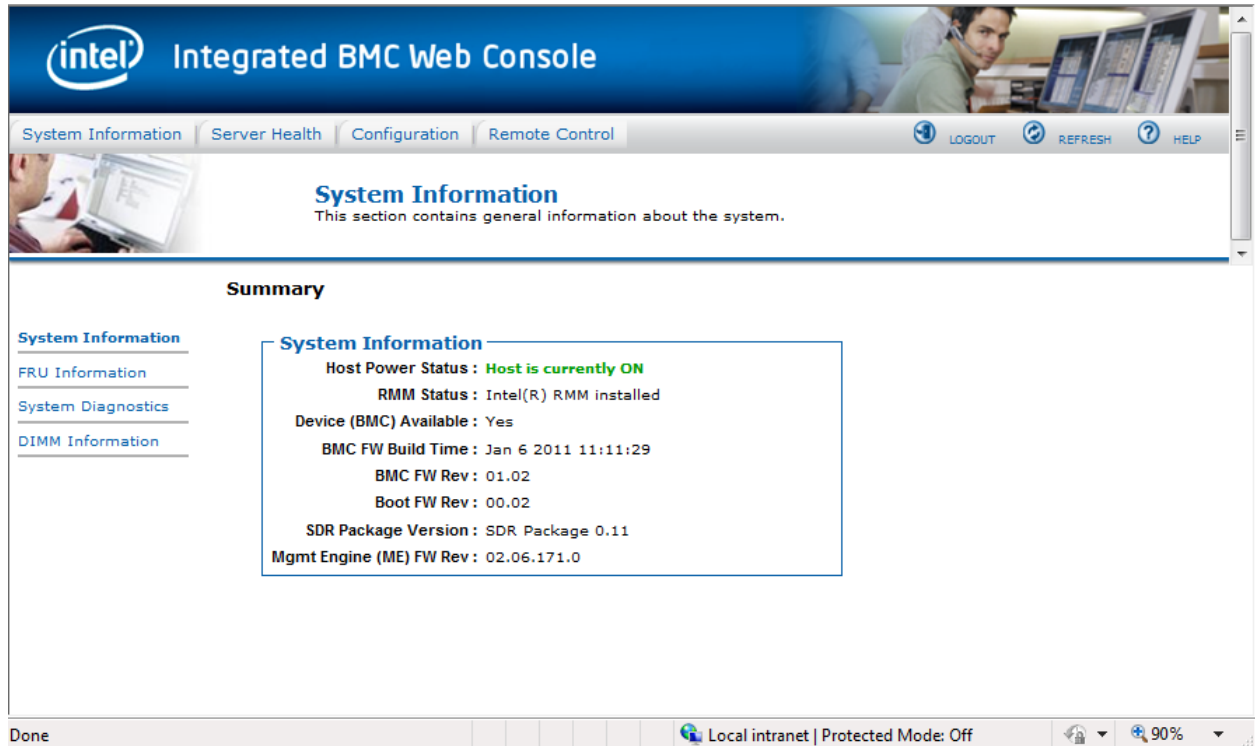 intel Integrated BMC Web Console
System Information Server Health Configuration Remote Control LOGOUT REFRESH HELP
System Information
This section contains general information about the system.
Summary
System Information
FRU Information
System Diagnostics
DIMM Information
System Information
Host Power Status : Host is currently ON
RMM Status : Intel(R) RMM installed
Device (BMC) Available : Yes
BMC FW Build Time : Jan 6 2011 11:11:29
BMC FW Rev : 01.02
Boot FW Rev : 00.02
SDR Package Version : SDR Package 0.11
Mgmt Engine (ME) FW Rev : 02.06.171.0
Done Local intranet | Protected Mode: Off 90%